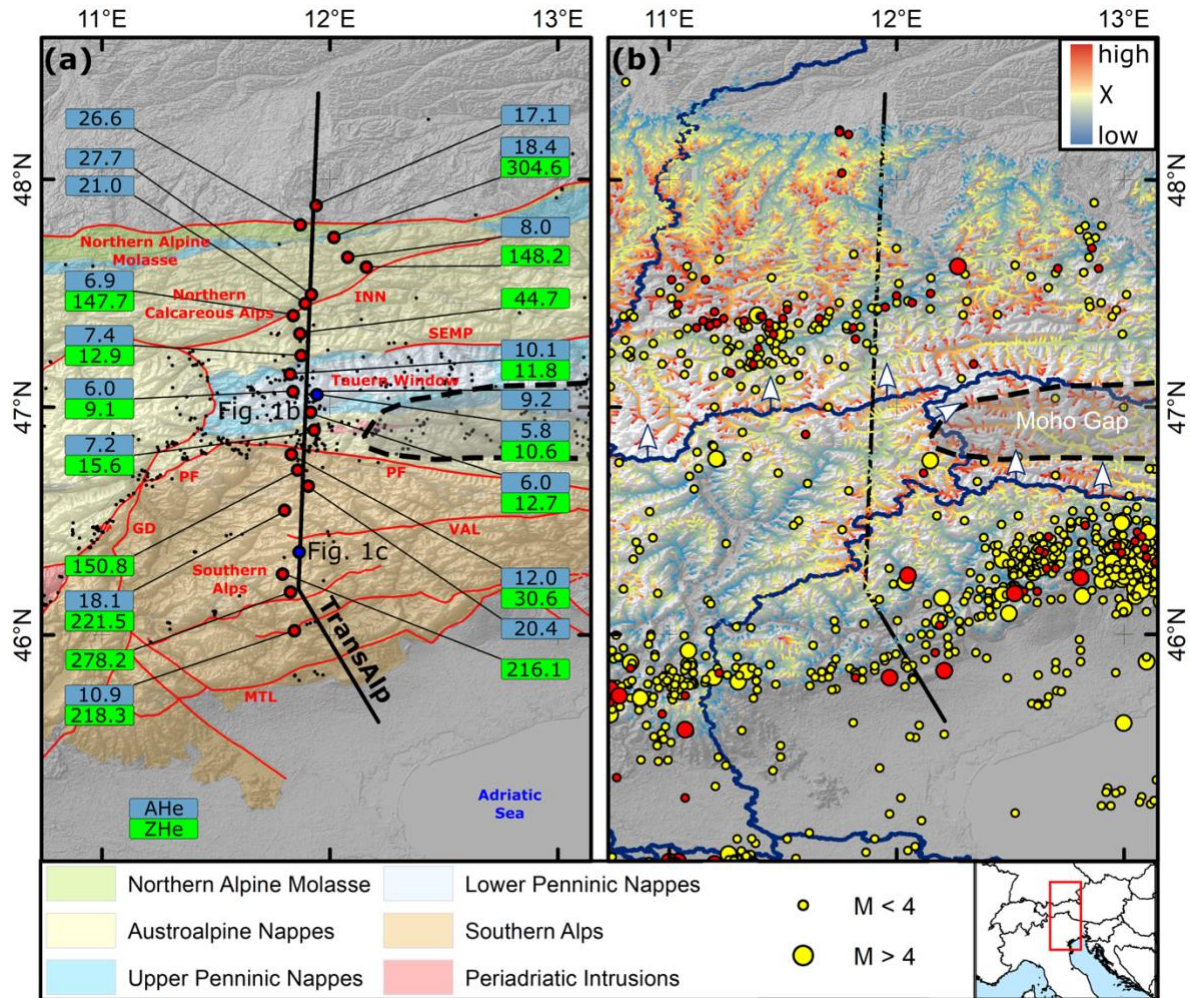 11°E
12°E
13°E
11°E
12°E
13°E
(a)
(b)
high
X
low
26.6
27.7
21.0
6.9
147.7
7.4
12.9
6.0
9.1
7.2
15.6
150.8
18.1
221.5
278.2
10.9
218.3
17.1
18.4
304.6
8.0
148.2
44.7
10.1
11.8
9.2
5.8
10.6
6.0
12.7
12.0
30.6
20.4
216.1
48°N
47°N
46°N
48°N
47°N
46°N
Northern Alpine
Molasse
Northern
Calcareous Alps
INN
SEMP
Tauern Window
Fig. 1b
PF
PF
GD
VAL
Fig. 1c
Southern
Alps
TransAlp
MTL
Adriatic
Sea
AHe
ZHe
Moho Gap
Northern Alpine Molasse
Austroalpine Nappes
Upper Penninic Nappes
Lower Penninic Nappes
Southern Alps
Periadriatic Intrusions
M < 4
M > 4